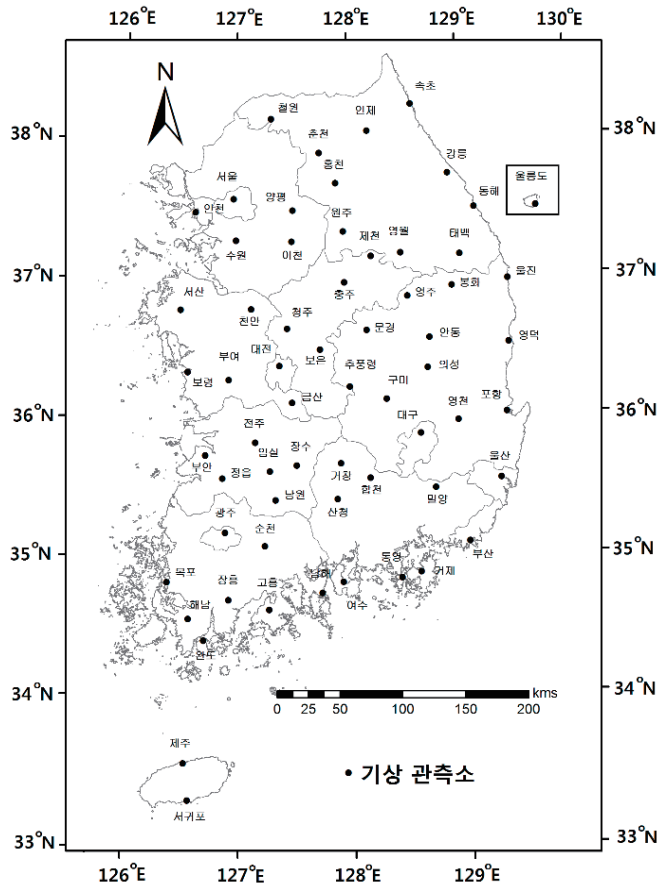 126°E 127°E 128°E 129°E 130°E
N
속초
철원
인제
38°N 38°N
춘천
홍천
강릉
서울
울릉도
양평
동해
인천
원주
영월
태백
제천
수원
이천
37°N 37°N
울진
봉화
충주
영주
서산
청주
천안
문경
안동
영덕
대전
보은
부여
추풍령
의성
보령
구미
금산
포항
36°N 36°N
대구
영천
전주
임실
장수
부안
정읍
거창
울산
합천
밀양
남원
산청
광주
순천
35°N 35°N
부산
통영
거제
목포
장흥
고흥
남해
해남
여수
완도
34°N 34°N
kms
0 25 50 100 150 200
제주
기상 관측소
서귀포
33°N 33°N
126°E 127°E 128°E 129°E